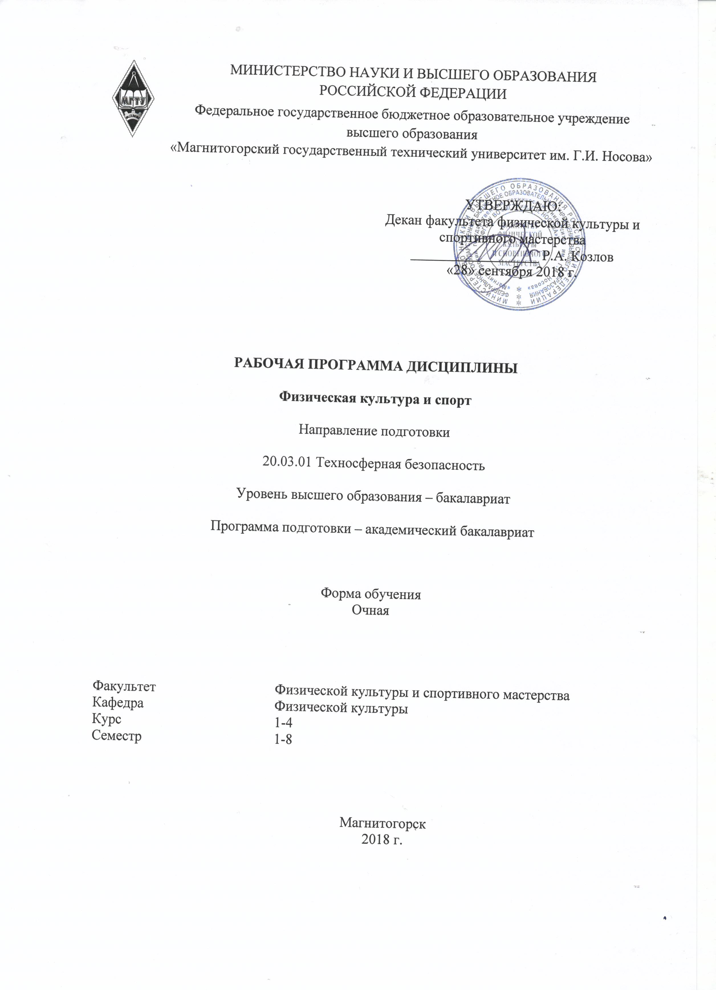 МГТУ
МИНИСТЕРСТВО НАУКИ И ВЫСШЕГО ОБРАЗОВАНИЯ
РОССИЙСКОЙ ФЕДЕРАЦИИ
Федеральное государственное бюджетное образовательное учреждение
высшего образования
«Магнитогорский государственный технический университет им. Г.И. Носова»
УТВЕРЖДАЮ:
Декан факультета физической культуры и
спортивного мастерства
Р.А. Козлов
«28» сентября 2018 г.
РАБОЧАЯ ПРОГРАММА ДИСЦИПЛИНЫ
Физическая культура и спорт
Направление подготовки
20.03.01 Техносферная безопасность
Уровень высшего образования – бакалавриат
Программа подготовки – академический бакалавриат
Форма обучения
Очная
Факультет Физической культуры и спортивного мастерства
Кафедра Физической культуры
Курс 1-4
Семестр 1-8
Магнитогорск
2018 г.